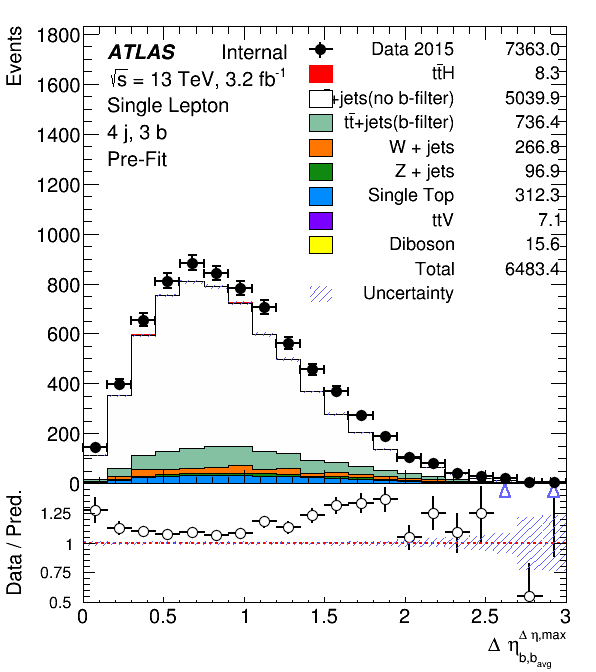 Events
1800
1600
1400
1200
1000
800
600
400
200
0
ATLAS Internal
√s = 13 TeV, 3.2 fb-1
Single Lepton
4 j, 3 b
Pre-Fit
Data 2015 7363.0
tt̄H 8.3
+jets(no b-filter) 5039.9
tt̄+jets(b-filter) 736.4
W + jets 266.8
Z + jets 96.9
Single Top 312.3
ttV 7.1
Diboson 15.6
Total 6483.4
Uncertainty
Data / Pred.
1.25
1
0.75
0.5
0 0.5 1 1.5 2 2.5 3
Δ η b,bavg Δ η,max